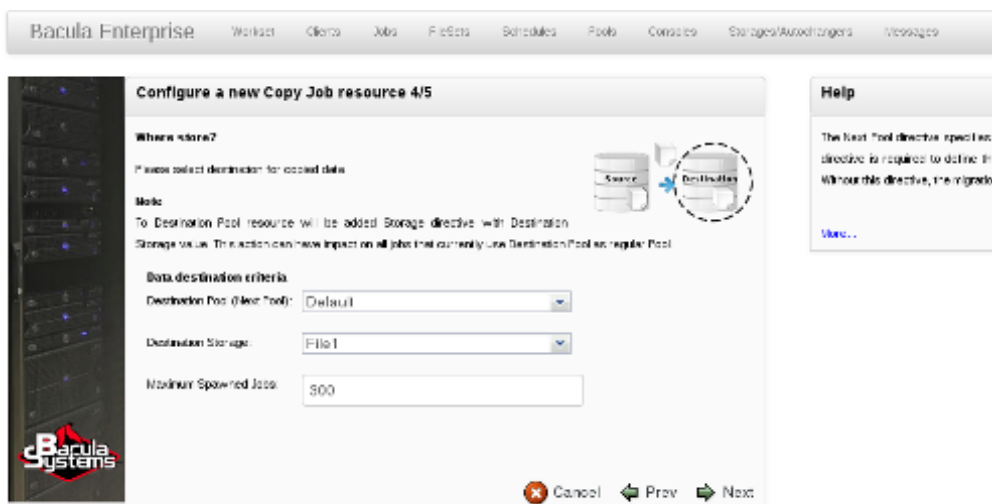 Bacula Enterprise Workset Clients Jobs FileSets Schedules Pools Consoles Storages/Autochangers Messages
Configure a new Copy Job resource 4/5
Help
Where store?
Please select destination for copied data
Source
Destination
Note
To Destination Pool resource will be added Storage directive with Destination
Storage value. This action can have impact on all jobs that currently use Destination Pool as regular Pool
The Next Pool directive specifies
directive is required to define th
Without this directive, the migratio
More...
Data destination criteria
Destination Pool (Next Pool): Default
Destination Storage: File1
Maximum Spawned Jobs: 300
Bacula
Systems
Cancel Prev Next